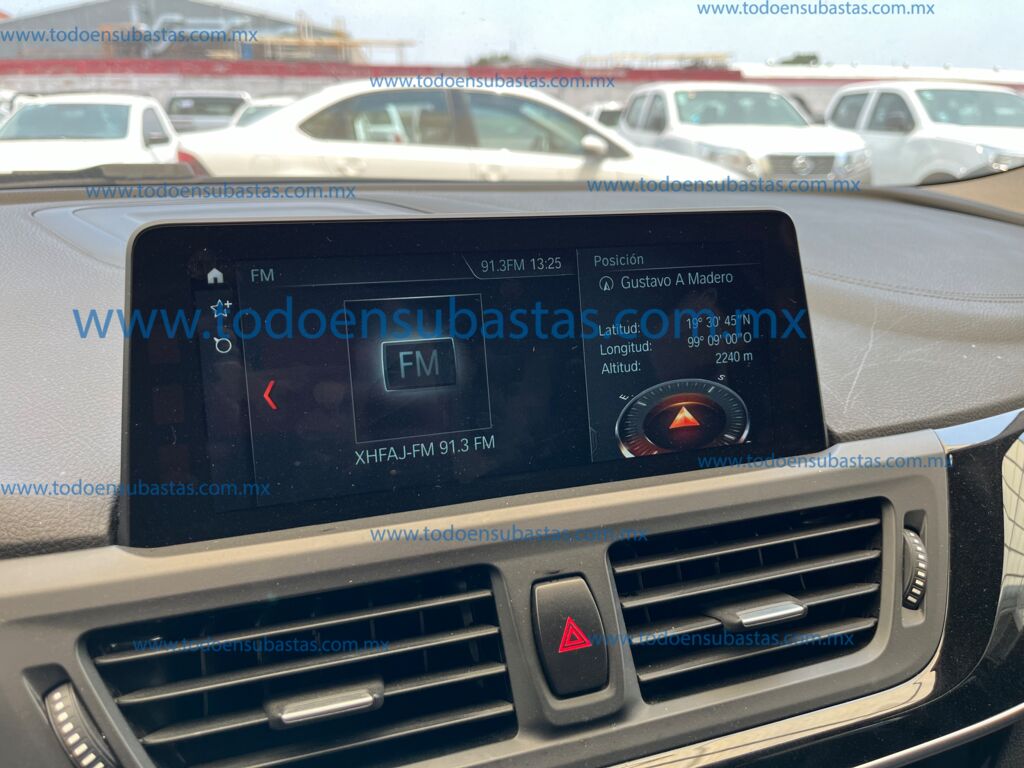 www.todoensubastas.com.mx
www.todoensubastas.com.mx
www.todoensubastas.com.mx
www.todoensubastas.com.mx
www.todoensubastas.com.mx
FM
91.3FM 13:25
Posición
Gustavo A Madero
www.todoensubastas.com.mx
Latitud: 19° 30' 45"N
Longitud: 99° 09' 00"O
Altitud: 2240 m
FM
E
S
XHFAJ-FM 91.3 FM
www.todoensubastas.com.mx
www.todoensubastas.com.mx
www.todoensubastas.com.mx
www.todoensubastas.com.mx
www.todoensubastas.com.mx